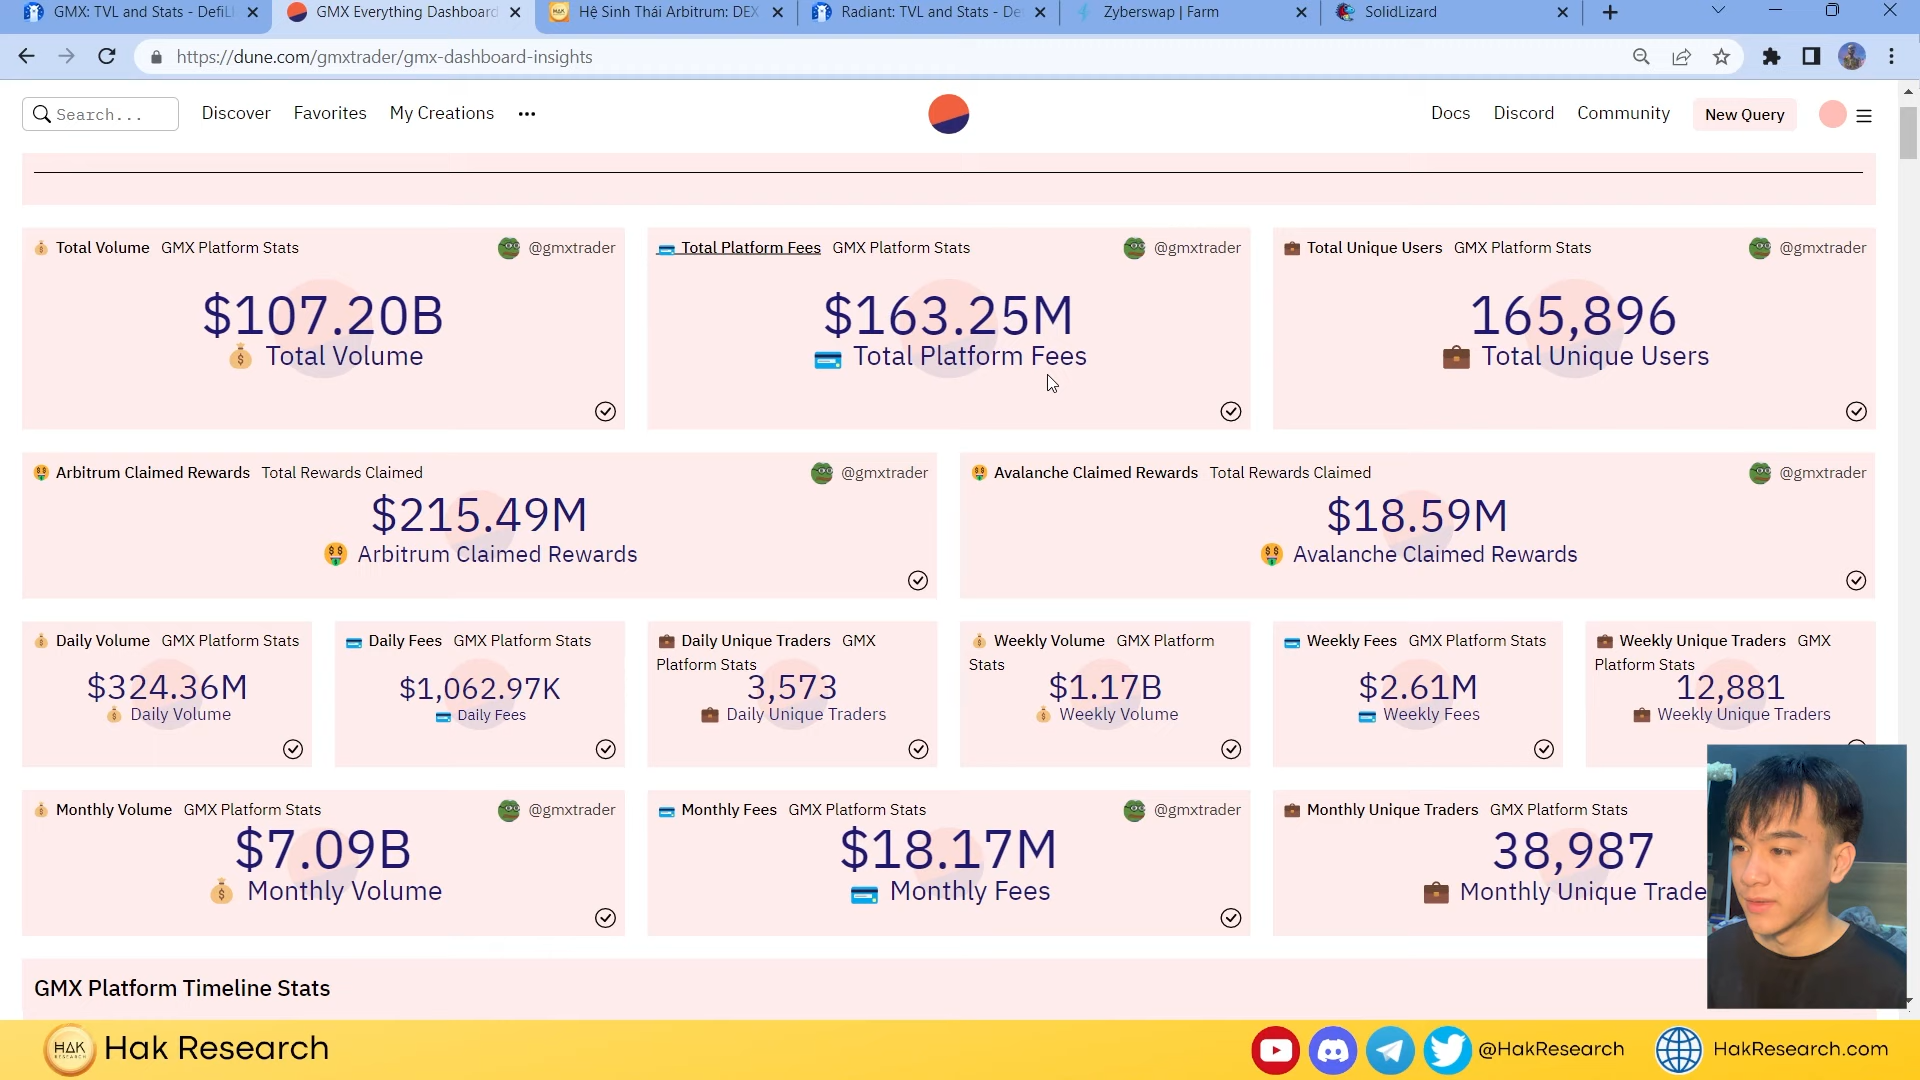 GMX: TVL and Stats - DefiLl
GMX Everything Dashboard
Hệ Sinh Thái Arbitrum: DEX
Radiant: TVL and Stats - De
Zyberswap | Farm
SolidLizard
https://dune.com/gmxtrader/gmx-dashboard-insights
Search...
Discover
Favorites
My Creations
Docs
Discord
Community
New Query
Total Volume GMX Platform Stats
@gmxtrader
$107.20B
Total Volume
Total Platform Fees GMX Platform Stats
@gmxtrader
$163.25M
Total Platform Fees
Total Unique Users GMX Platform Stats
@gmxtrader
165,896
Total Unique Users
Arbitrum Claimed Rewards Total Rewards Claimed
@gmxtrader
$215.49M
Arbitrum Claimed Rewards
Avalanche Claimed Rewards Total Rewards Claimed
@gmxtrader
$18.59M
Avalanche Claimed Rewards
Daily Volume GMX Platform Stats
$324.36M
Daily Volume
Daily Fees GMX Platform Stats
$1,062.97K
Daily Fees
Daily Unique Traders GMX
Platform Stats
3,573
Daily Unique Traders
Weekly Volume GMX Platform
Stats
$1.17B
Weekly Volume
Weekly Fees GMX Platform Stats
$2.61M
Weekly Fees
Weekly Unique Traders GMX
Platform Stats
12,881
Weekly Unique Traders
Monthly Volume GMX Platform Stats
@gmxtrader
$7.09B
Monthly Volume
Monthly Fees GMX Platform Stats
@gmxtrader
$18.17M
Monthly Fees
Monthly Unique Traders GMX Platform Stats
38,987
Monthly Unique Trade
GMX Platform Timeline Stats
HAK
RESEARCH
Hak Research
@HakResearch
HakResearch.com